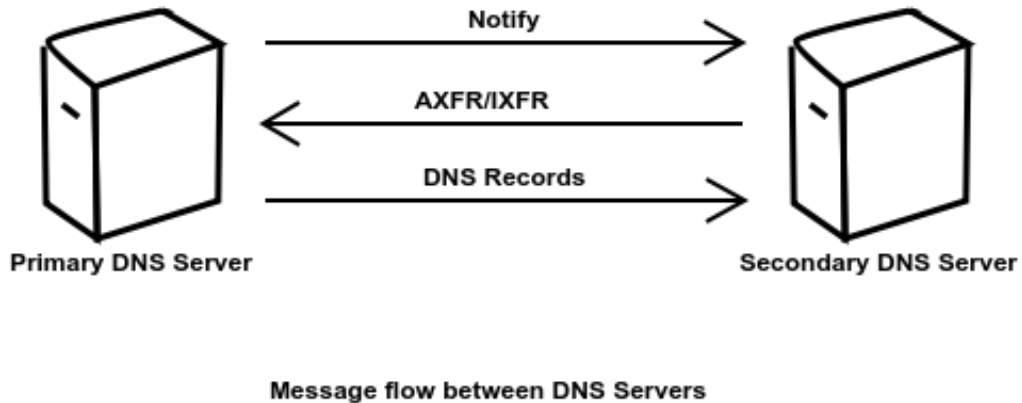 Notify
AXFR/IXFR
DNS Records
Primary DNS Server
Secondary DNS Server
Message flow between DNS Servers